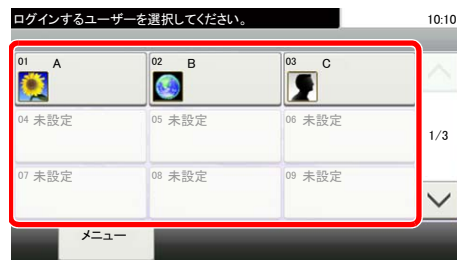 ログインするユーザーを選択してください。 10:10
01 A 02 B 03 C
04 未設定 05 未設定 06 未設定
1/3
07 未設定 08 未設定 09 未設定
メニュー